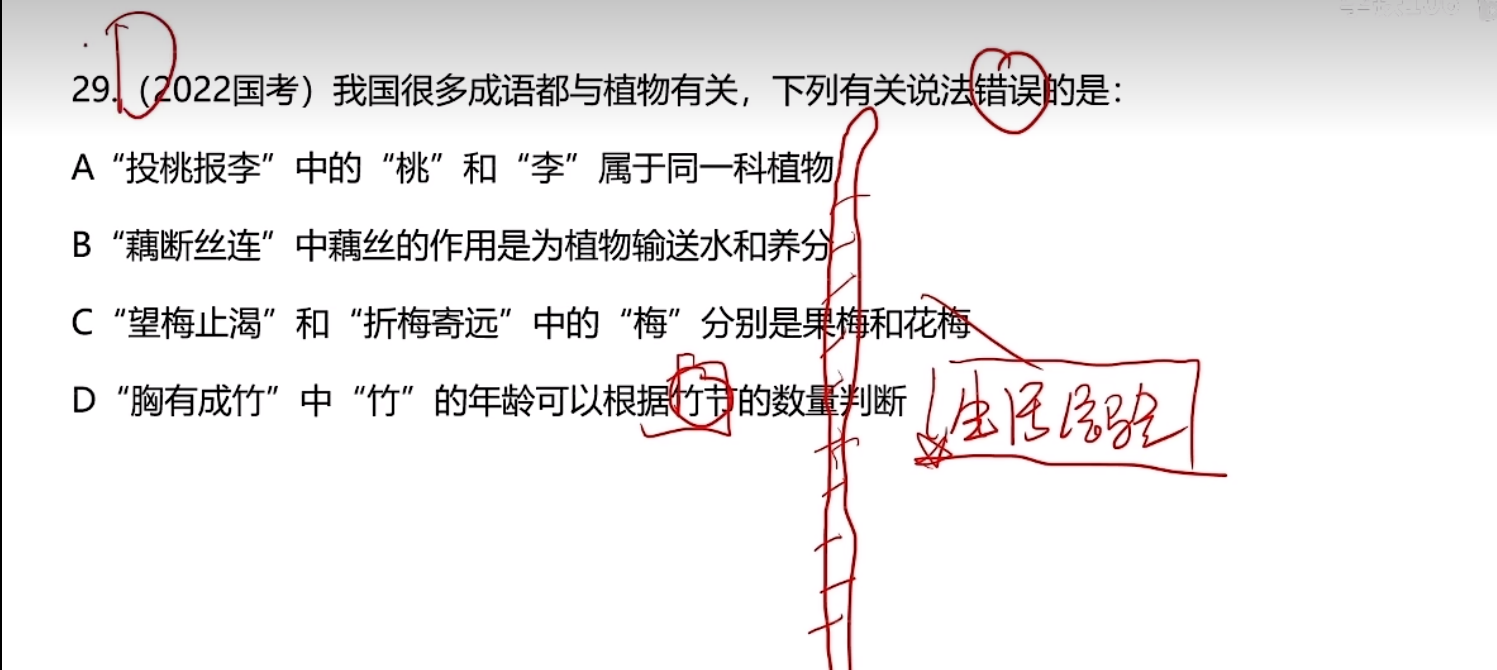 29.（2022国考）我国很多成语都与植物有关，下列有关说法错误的是：
A“投桃报李”中的“桃”和“李”属于同一科植物
B“藕断丝连”中藕丝的作用是为植物输送水和养分
C“望梅止渴”和“折梅寄远”中的“梅”分别是果梅和花梅
D“胸有成竹”中“竹”的年龄可以根据竹节的数量判断
生活经验